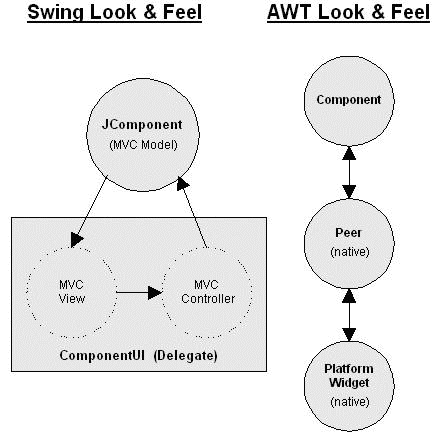 Swing Look & Feel
AWT Look & Feel
JComponent
(MVC Model)
MVC
View
MVC
Controller
ComponentUI (Delegate)
Component
Peer
(native)
Platform
Widget
(native)